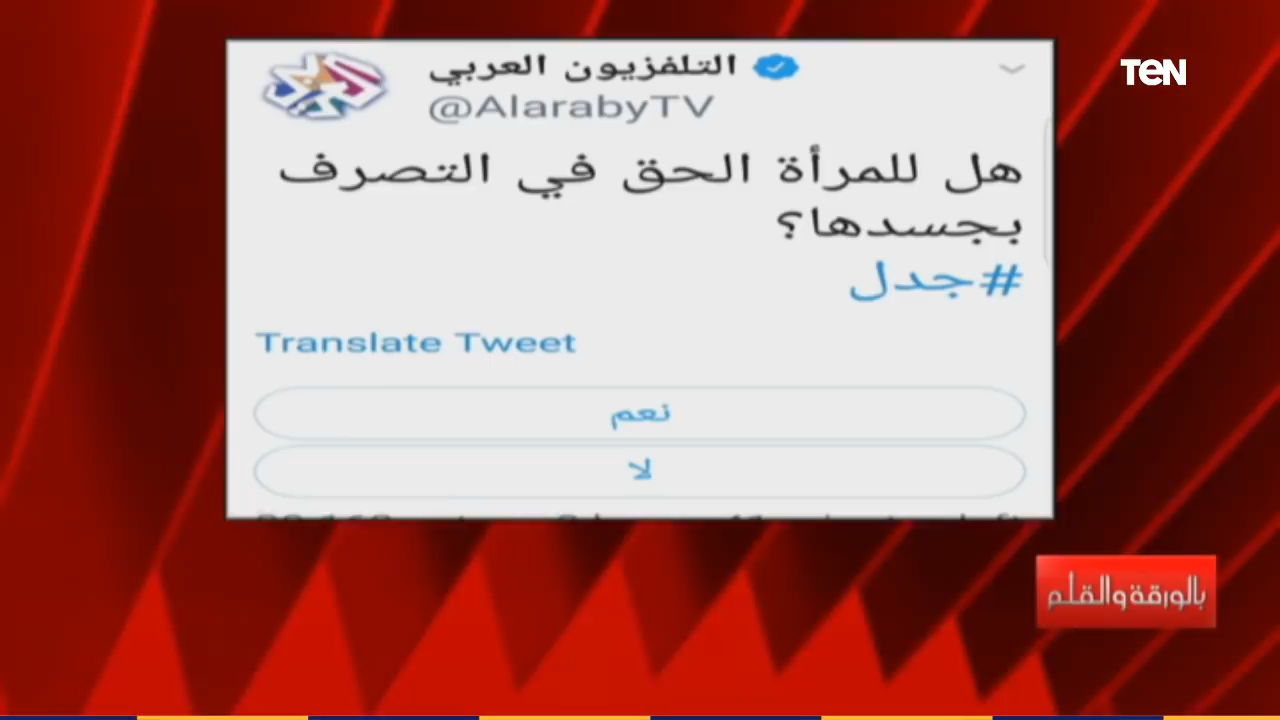 TEN
التلفزيون العربي
@AlarabyTV
هل للمرأة الحق في التصرف
بجسدها؟
#جدل
Translate Tweet
نعم
لا
بالورقة والقلم